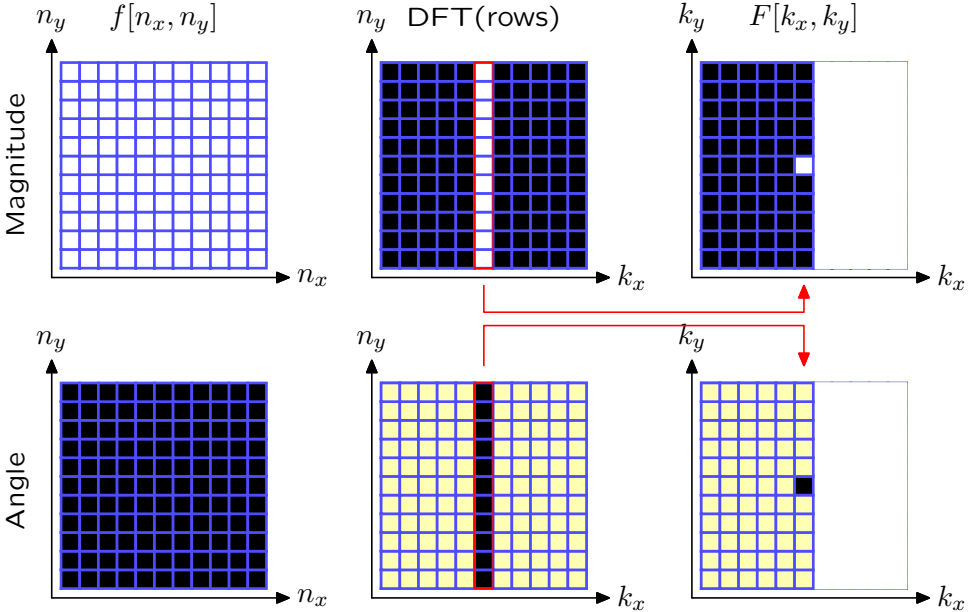 n_y f[n_x, n_y] n_y DFT(rows) k_y F[k_x, k_y]
Magnitude
n_x k_x k_x
n_y n_y k_y
Angle
n_x k_x k_x